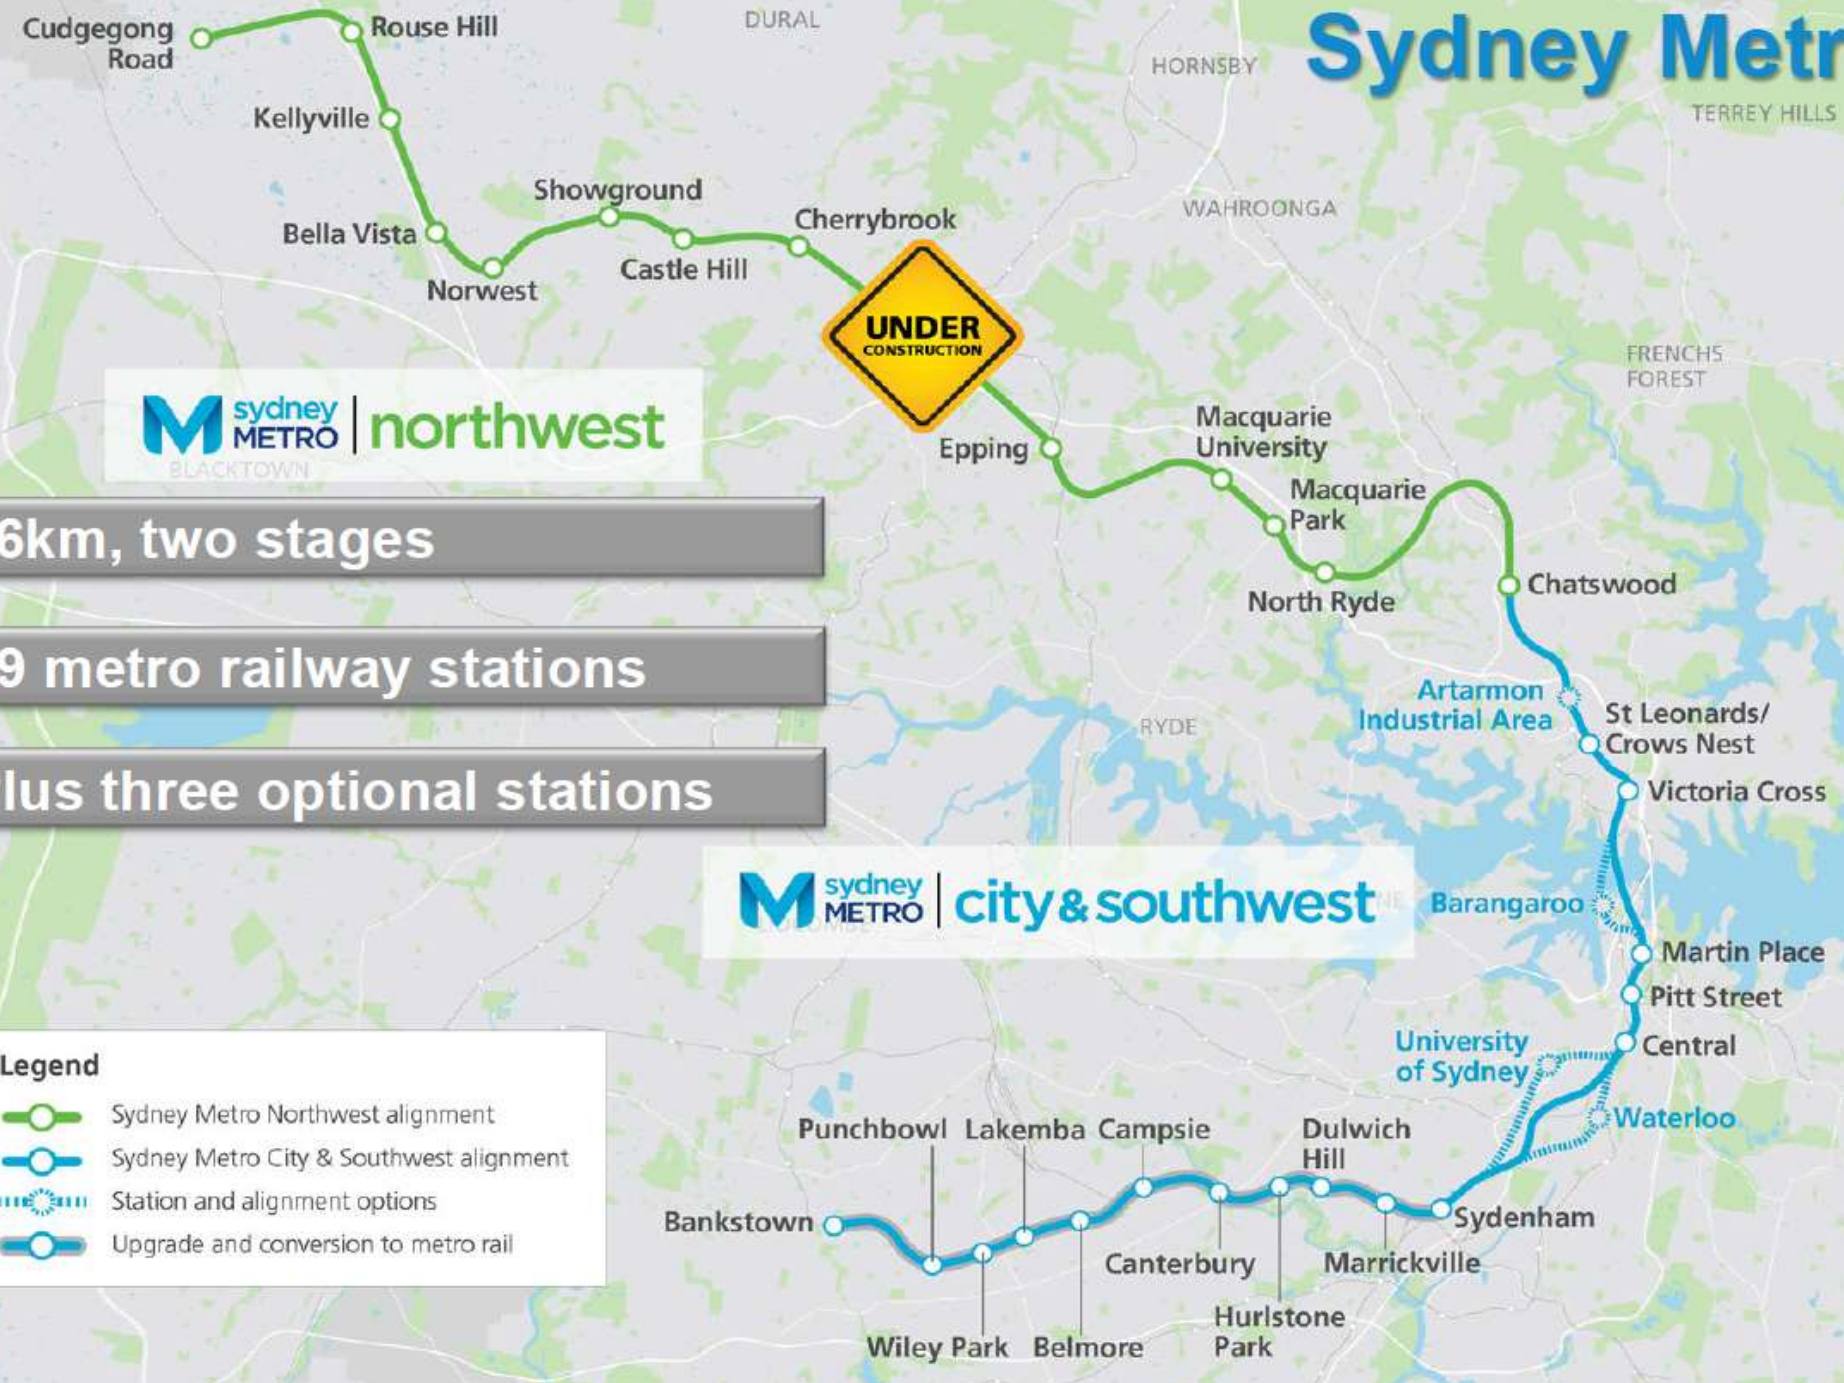 Sydney Metr
Cudgegong
Road
Rouse Hill
DURAL
HORNSBY
TERREY HILLS
Kellyville
Showground
Cherrybrook
WAHROONGA
Bella Vista
Castle Hill
Norwest
UNDER
CONSTRUCTION
FRENCHS
FOREST
sydney
METRO
northwest
BLACKTOWN
Epping
Macquarie
University
Macquarie
Park
6km, two stages
North Ryde
Chatswood
9 metro railway stations
Artarmon
Industrial Area
St Leonards/
Crows Nest
RYDE
lus three optional stations
Victoria Cross
sydney
METRO
city & southwest
Barangaroo
Martin Place
Pitt Street
University
of Sydney
Central
Waterloo
Legend
Sydney Metro Northwest alignment
Sydney Metro City & Southwest alignment
Station and alignment options
Upgrade and conversion to metro rail
Punchbowl
Lakemba
Campsie
Dulwich
Hill
Bankstown
Sydenham
Canterbury
Marrickville
Hurlstone
Park
Wiley Park
Belmore